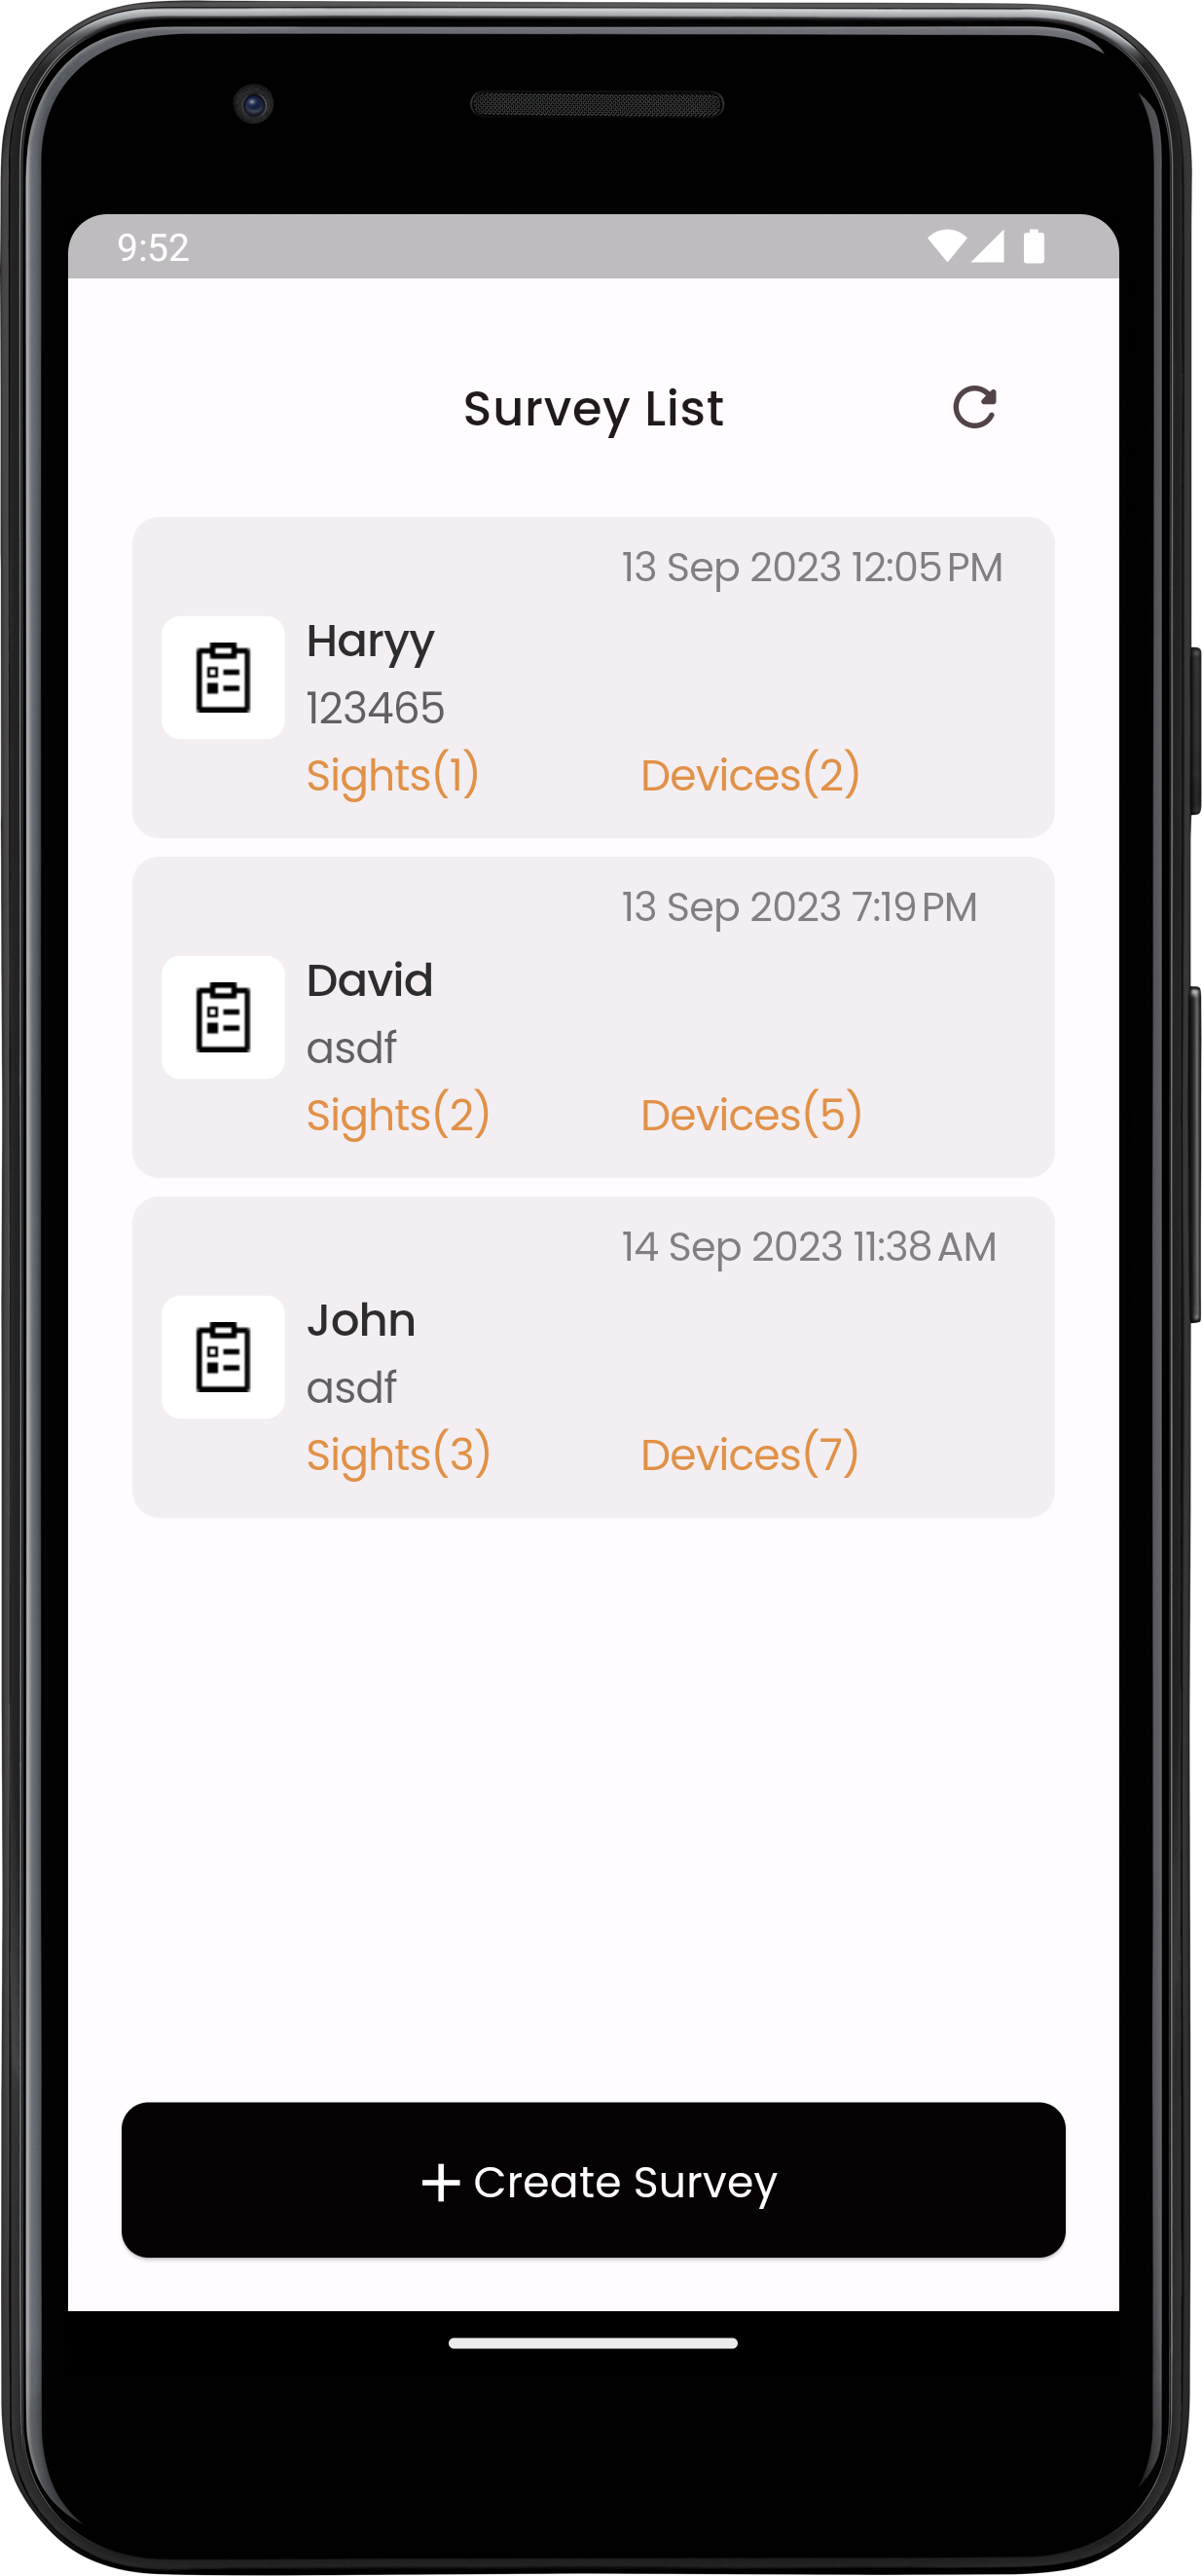 9:52
Survey List
13 Sep 2023 12:05 PM
Haryy
123465
Sights(1) Devices(2)
13 Sep 2023 7:19 PM
David
asdf
Sights(2) Devices(5)
14 Sep 2023 11:38 AM
John
asdf
Sights(3) Devices(7)
+ Create Survey